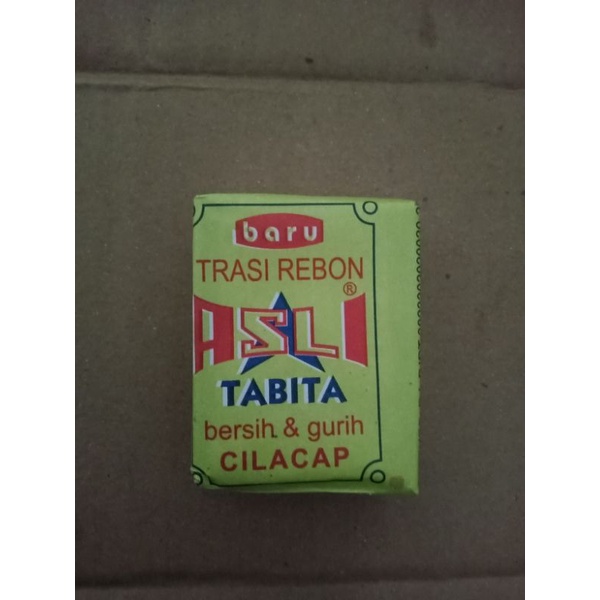 baru
TRASI REBON
ASLI®
TABITA
bersih & gurih
CILACAP